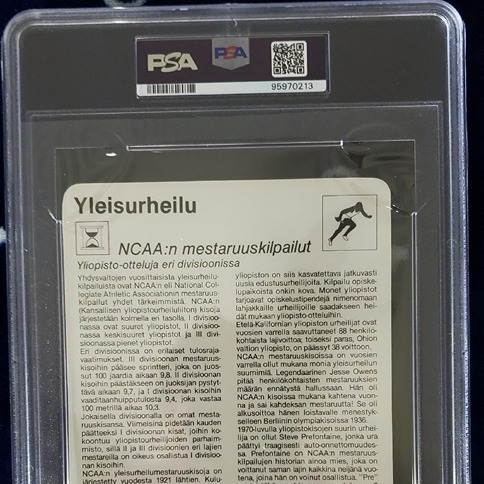 PSA
PSA
95970213
Yleisurheilu
NCAA:n mestaruuskilpailut
Yliopisto-otteluja eri divisioonissa
Yhdysvaltojen vuosittaisista yleisurheilu-
kilpailuista ovat NCAA:n eli National Col-
legiate Athletic Associationin mestaruus-
kilpailut yhdet tärkeimmistä. NCAA:n
(Kansallisen yliopistourheiluliiton) kisoja
järjestetään kolmella eri tasolla, I divisioo-
nassa ovat suuret yliopistot, II divisioo-
nassa keskisuuret yliopistot ja III divi-
sioonassa pienet yliopistot.
Eri divisioonissa on erilaiset tulosraja-
vaatimukset. III divisioonan mestaruus-
kisoihin pääsee sprintteri, joka on juos-
sut 100 jaardia aikaan 9,8. II divisioonan
kisoihin päästäkseen on juoksijan pystyt-
tävä aikaan 9,7, ja I divisioonan kisoihin
vaaditaanhuipputulosta 9,4, joka vastaa
100 metrillä aikaa 10,3.
Jokaisella divisioonalla on omat mesta-
ruuskisansa. Viimeisinä pidetään kauden
päätteeksi I divisioonan kisat, joihin ko-
koontuu yliopistourheilijoiden parhaim-
misto, sillä II ja III divisioonien eri lajien
mestareilla on oikeus osallistua I divisioo-
nan kisoihin.
NCAA:n yleisurheilumestaruuskisoja on
järjestetty vuodesta 1921 lähtien. Kulu-
yliopiston on siis kasvatettava jatkuvasti
uusia edustusurheilijoita. Kilpailu opiske-
lupaikoista onkin kova. Monet yliopistot
tarjoavat opiskelustipendejä nimenomaan
lahjakkaille urheilijoille saadakseen hei-
dät mukaan yliopisto-otteluihin.
Etelä-Kalifornian yliopiston urheilijat ovat
vuosien varrella saavuttaneet 88 henkilö-
kohtaista lajivoittoa; toiseksi paras, Ohion
valtion yliopisto, on päässyt 38 voittoon.
NCAA:n mestaruuskisoissa on vuosien
varrella ollut mukana monia yleisurheilun
suurnimiä. Legendaarinen Jesse Owens
pitää henkilökohtaisten mestaruuksien
määrän ennätystä hallussaan. Hän oli
NCAA:n kisoissa mukana kahtena vuon-
na ja sai kahdeksan mestaruutta! Se oli
alkusoittoa hänen loistavalle menestyk-
selleen Berliinin olympiakisoissa 1936.
1970-luvulla yliopistokisojen suurin urhei-
lija on ollut Steve Prefontaine, jonka ura
päättyi traagisesti auto-onnettomuudes-
sa. Prefontaine on NCAA:n mestaruuskil-
pailujen historian ainoa mies, joka on
voittanut saman lajin kaikkina neljänä vuo-
tena, joina hän on voinut osallistua. "Pre"